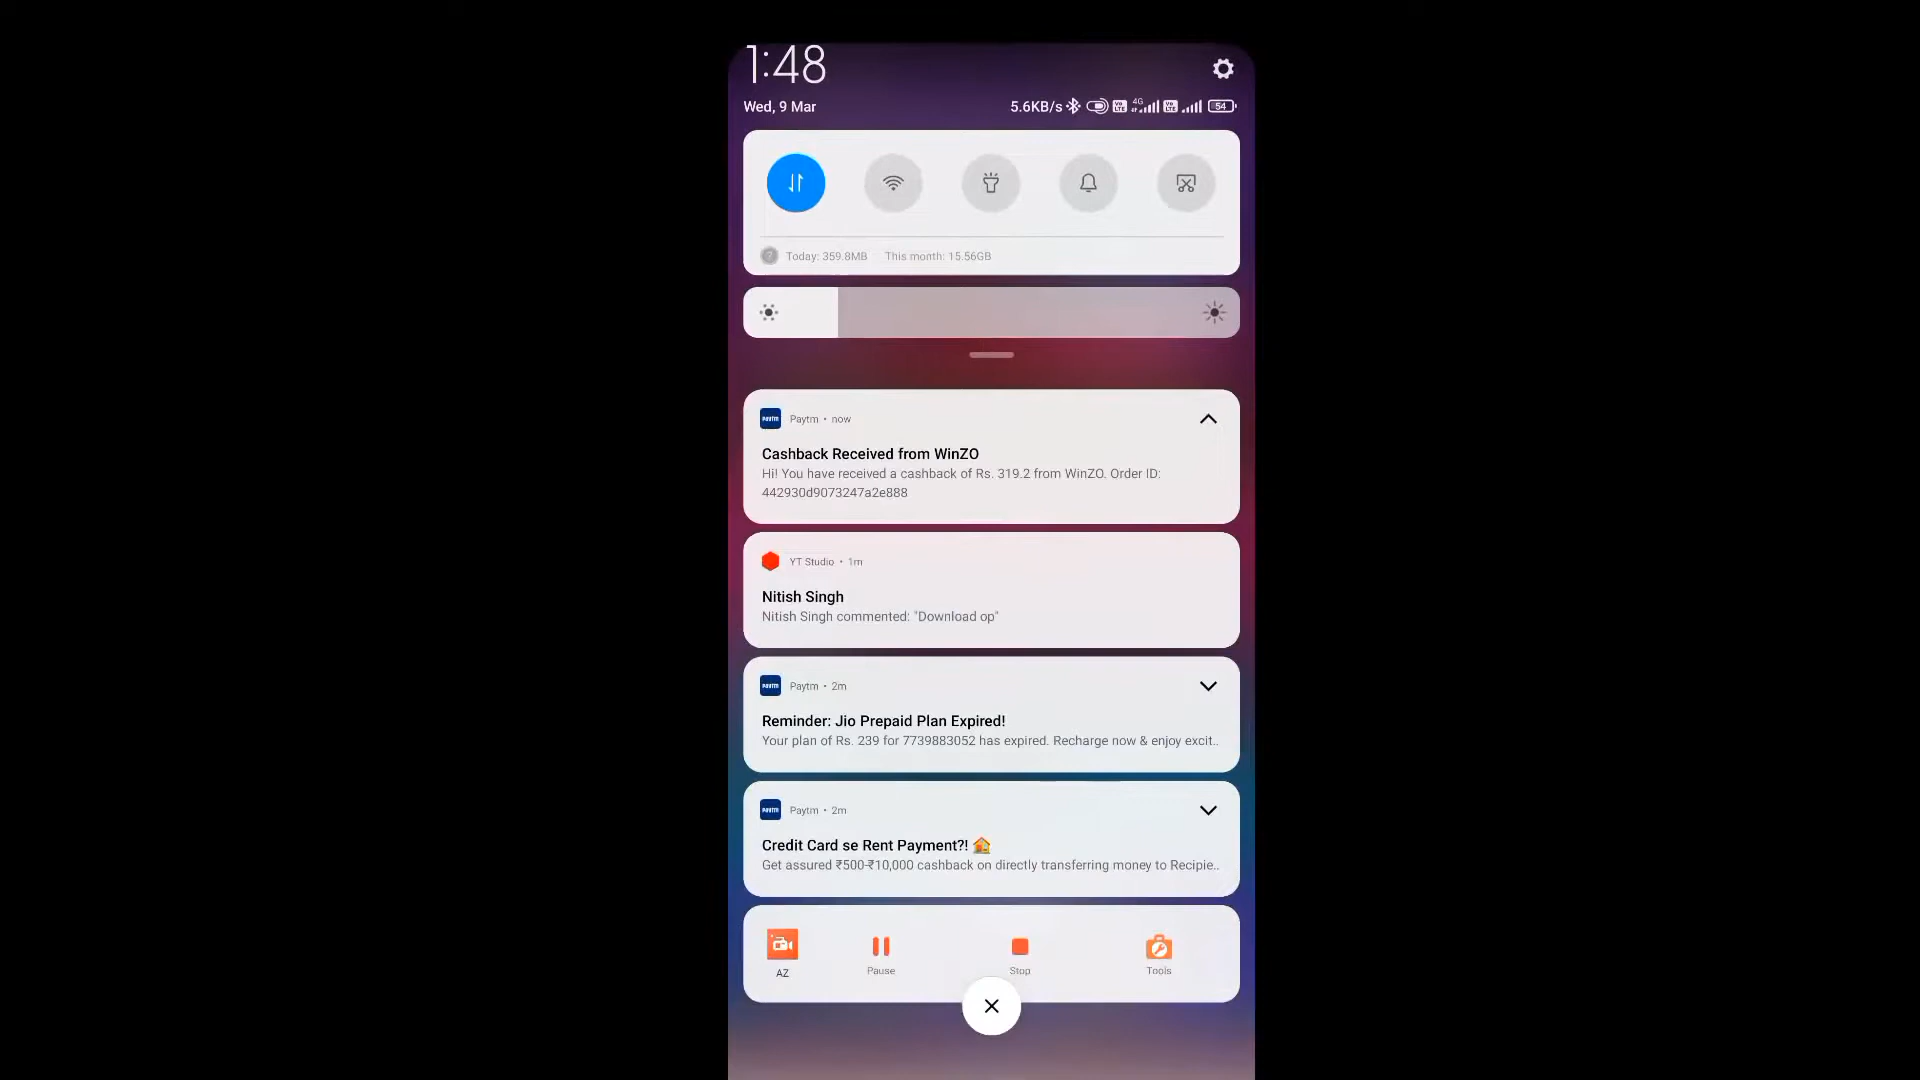 1:48
Wed, 9 Mar
5.6KB/s
4G
54
Today: 359.8MB This month: 15.56GB
Paytm • now
Cashback Received from WinZO
Hi! You have received a cashback of Rs. 319.2 from WinZO. Order ID:
442930d9073247a2e888
YT Studio • 1m
Nitish Singh
Nitish Singh commented: "Download op"
Paytm • 2m
Reminder: Jio Prepaid Plan Expired!
Your plan of Rs. 239 for 7739883052 has expired. Recharge now & enjoy excit..
Paytm • 2m
Credit Card se Rent Payment?! 🏠
Get assured ₹500-₹10,000 cashback on directly transferring money to Recipie..
AZ
Pause
Stop
Tools